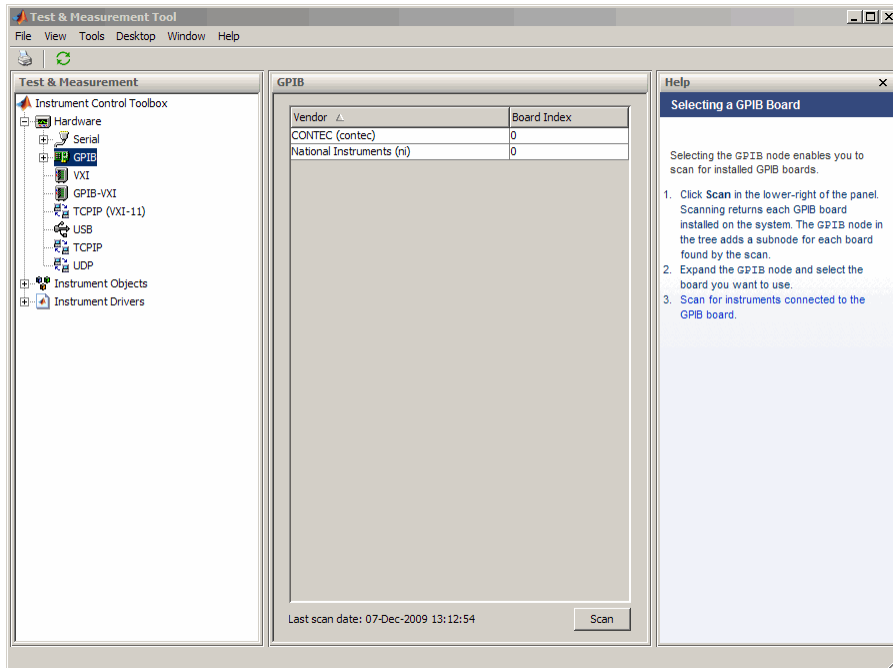 Test & Measurement Tool
File View Tools Desktop Window Help
Test & Measurement
Instrument Control Toolbox
Hardware
Serial
GPIB
VXI
GPIB-VXI
TCPIP (VXI-11)
USB
TCPIP
UDP
Instrument Objects
Instrument Drivers
GPIB
Vendor Board Index
CONTEC (contec) 0
National Instruments (ni) 0
Last scan date: 07-Dec-2009 13:12:54 Scan
Help
Selecting a GPIB Board
Selecting the GPIB node enables you to
scan for installed GPIB boards.
1. Click Scan in the lower-right of the panel.
Scanning returns each GPIB board
installed on the system. The GPIB node in
the tree adds a subnode for each board
found by the scan.
2. Expand the GPIB node and select the
board you want to use.
3. Scan for instruments connected to the
GPIB board.